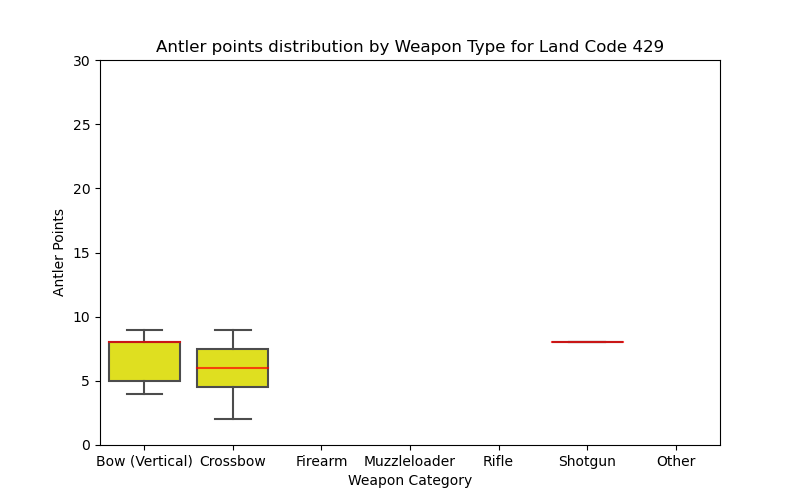 Antler points distribution by Weapon Type for Land Code 429
30
25
20
15
10
5
0
Antler Points
Bow (Vertical) Crossbow Firearm Muzzleloader Rifle Shotgun Other
Weapon Category